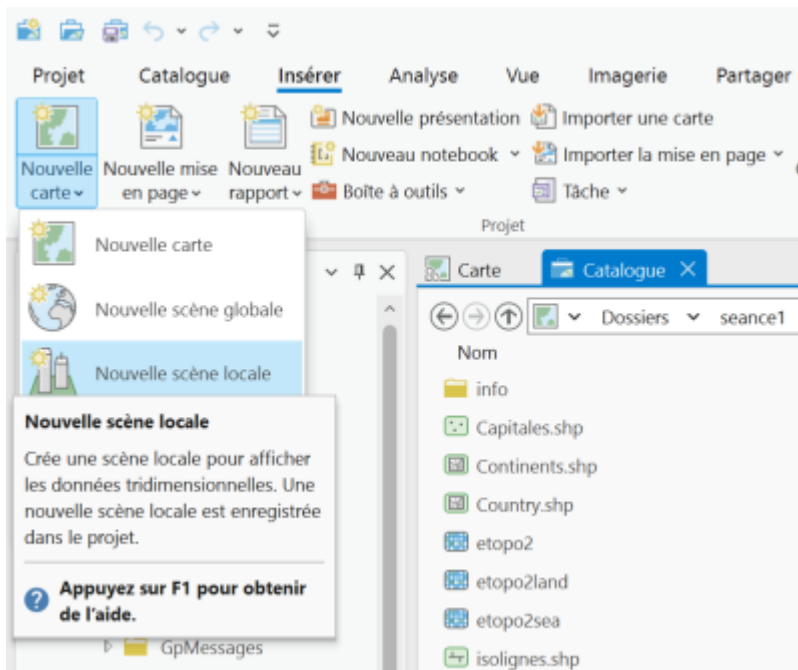 Projet Catalogue Insérer Analyse Vue Imagerie Partager
Nouvelle carte
Nouvelle mise en page
Nouveau rapport
Nouvelle présentation
Nouveau notebook
Boîte à outils
Importer une carte
Importer la mise en page
Tâche
Projet
Nouvelle carte
Nouvelle scène globale
Nouvelle scène locale
Nouvelle scène locale
Crée une scène locale pour afficher
les données tridimensionnelles. Une
nouvelle scène locale est enregistrée
dans le projet.
Appuyez sur F1 pour obtenir
de l'aide.
GpMessages
Carte Catalogue
Dossiers seance1
Nom
info
Capitales.shp
Continents.shp
Country.shp
etopo2
etopo2land
etopo2sea
isolignes.shp